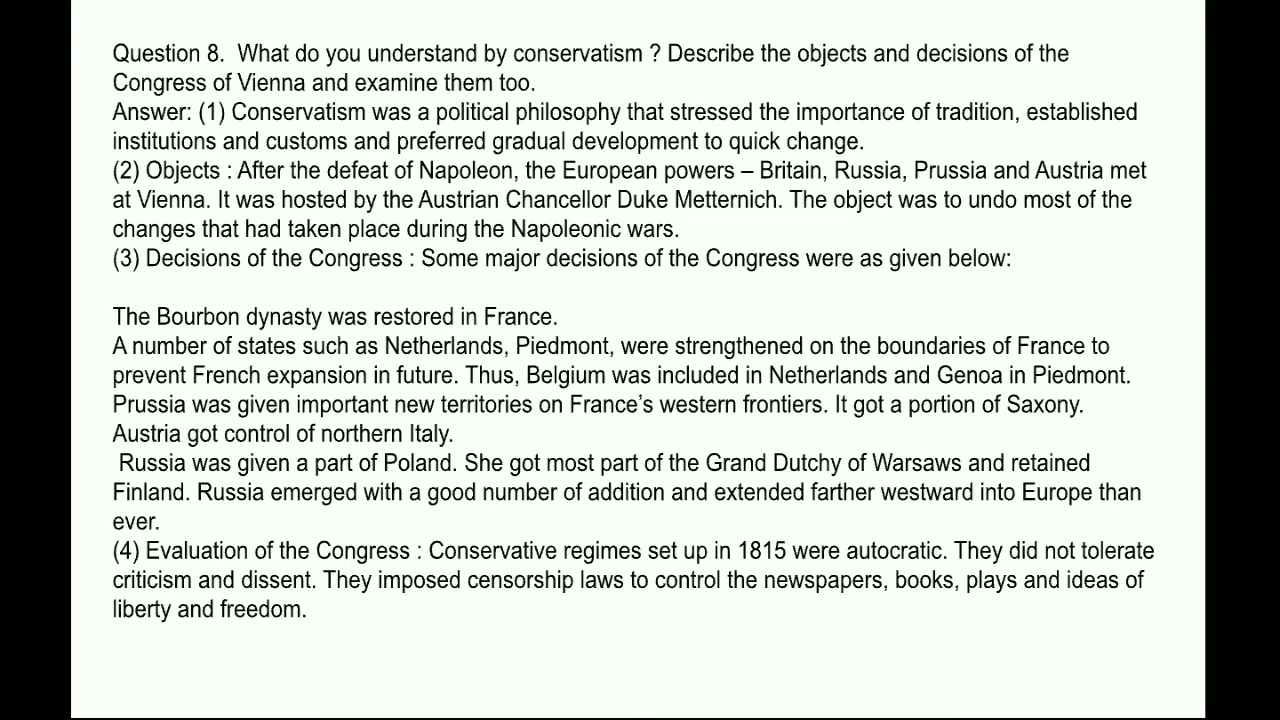 Question 8.  What do you understand by conservatism ? Describe the objects and decisions of the
Congress of Vienna and examine them too.
Answer: (1) Conservatism was a political philosophy that stressed the importance of tradition, established
institutions and customs and preferred gradual development to quick change.
(2) Objects : After the defeat of Napoleon, the European powers – Britain, Russia, Prussia and Austria met
at Vienna. It was hosted by the Austrian Chancellor Duke Metternich. The object was to undo most of the
changes that had taken place during the Napoleonic wars.
(3) Decisions of the Congress : Some major decisions of the Congress were as given below:
The Bourbon dynasty was restored in France.
A number of states such as Netherlands, Piedmont, were strengthened on the boundaries of France to
prevent French expansion in future. Thus, Belgium was included in Netherlands and Genoa in Piedmont.
Prussia was given important new territories on France’s western frontiers. It got a portion of Saxony.
Austria got control of northern Italy.
Russia was given a part of Poland. She got most part of the Grand Dutchy of Warsaws and retained
Finland. Russia emerged with a good number of addition and extended farther westward into Europe than
ever.
(4) Evaluation of the Congress : Conservative regimes set up in 1815 were autocratic. They did not tolerate
criticism and dissent. They imposed censorship laws to control the newspapers, books, plays and ideas of
liberty and freedom.